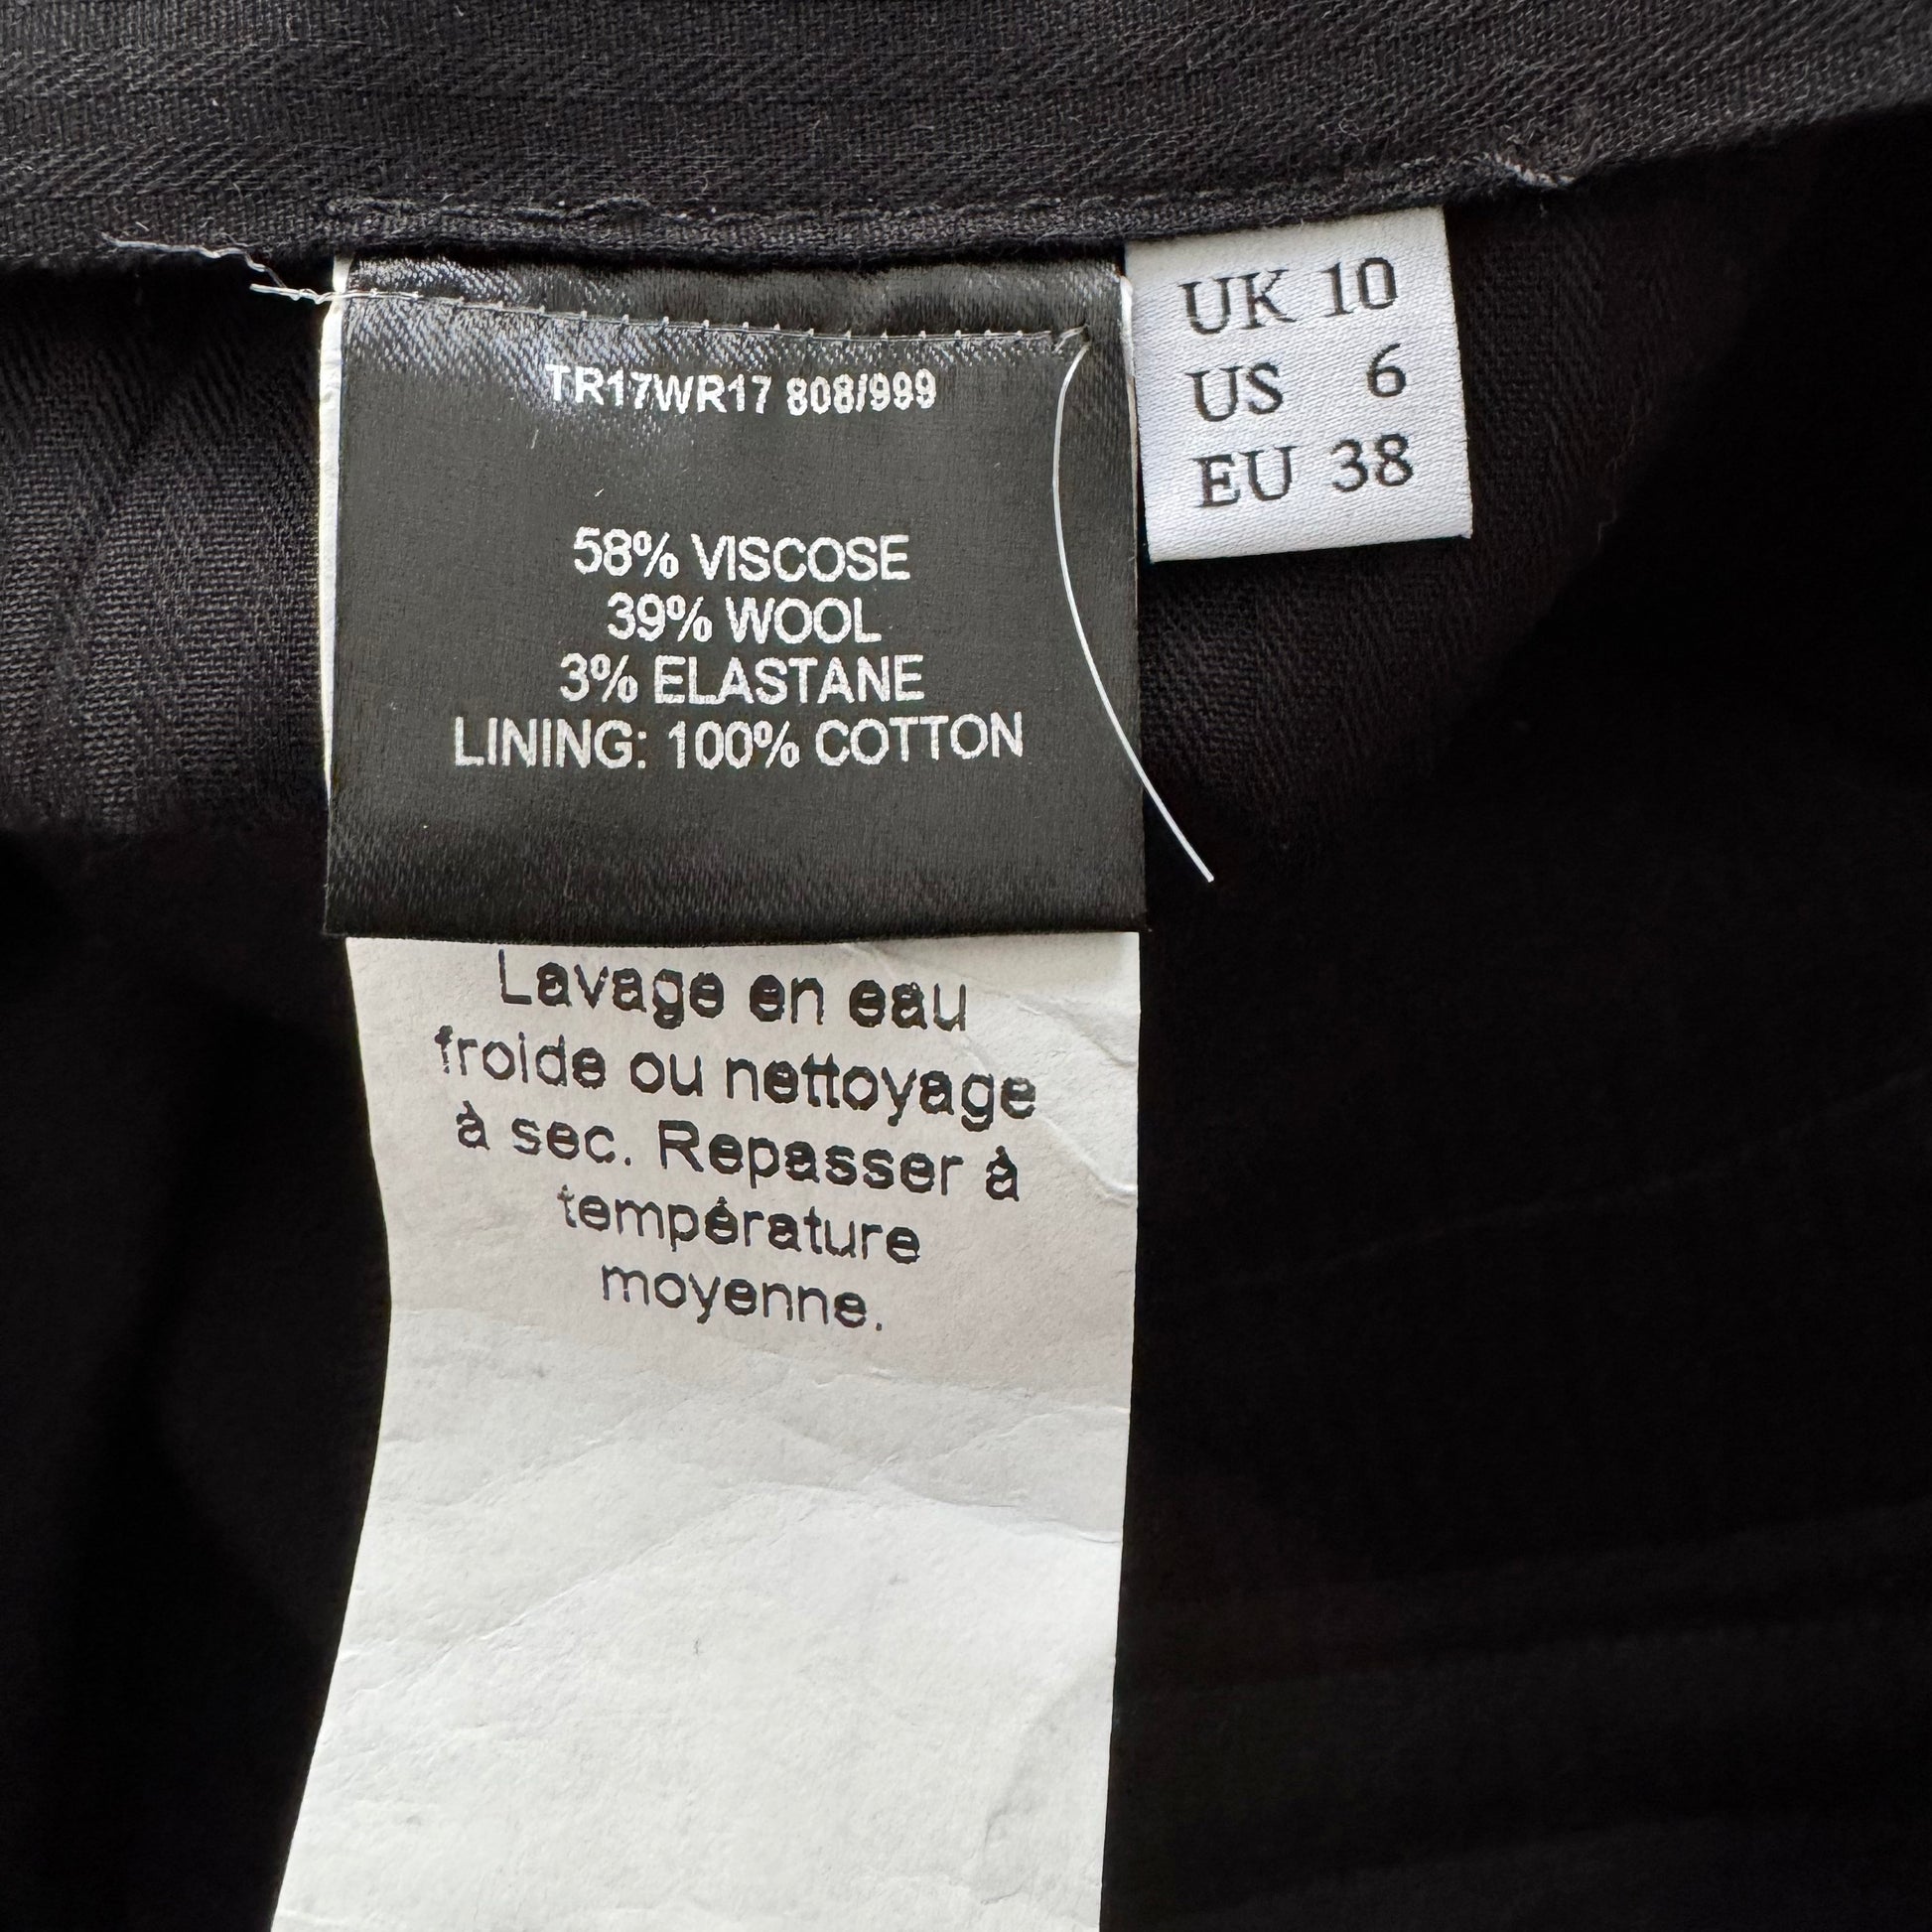 TR17WR17 808/999
58% VISCOSE
39% WOOL
3% ELASTANE
LINING: 100% COTTON
UK 10
US 6
EU 38
Lavage en eau
froide ou nettoyage
à sec. Repasser à
température
moyenne.